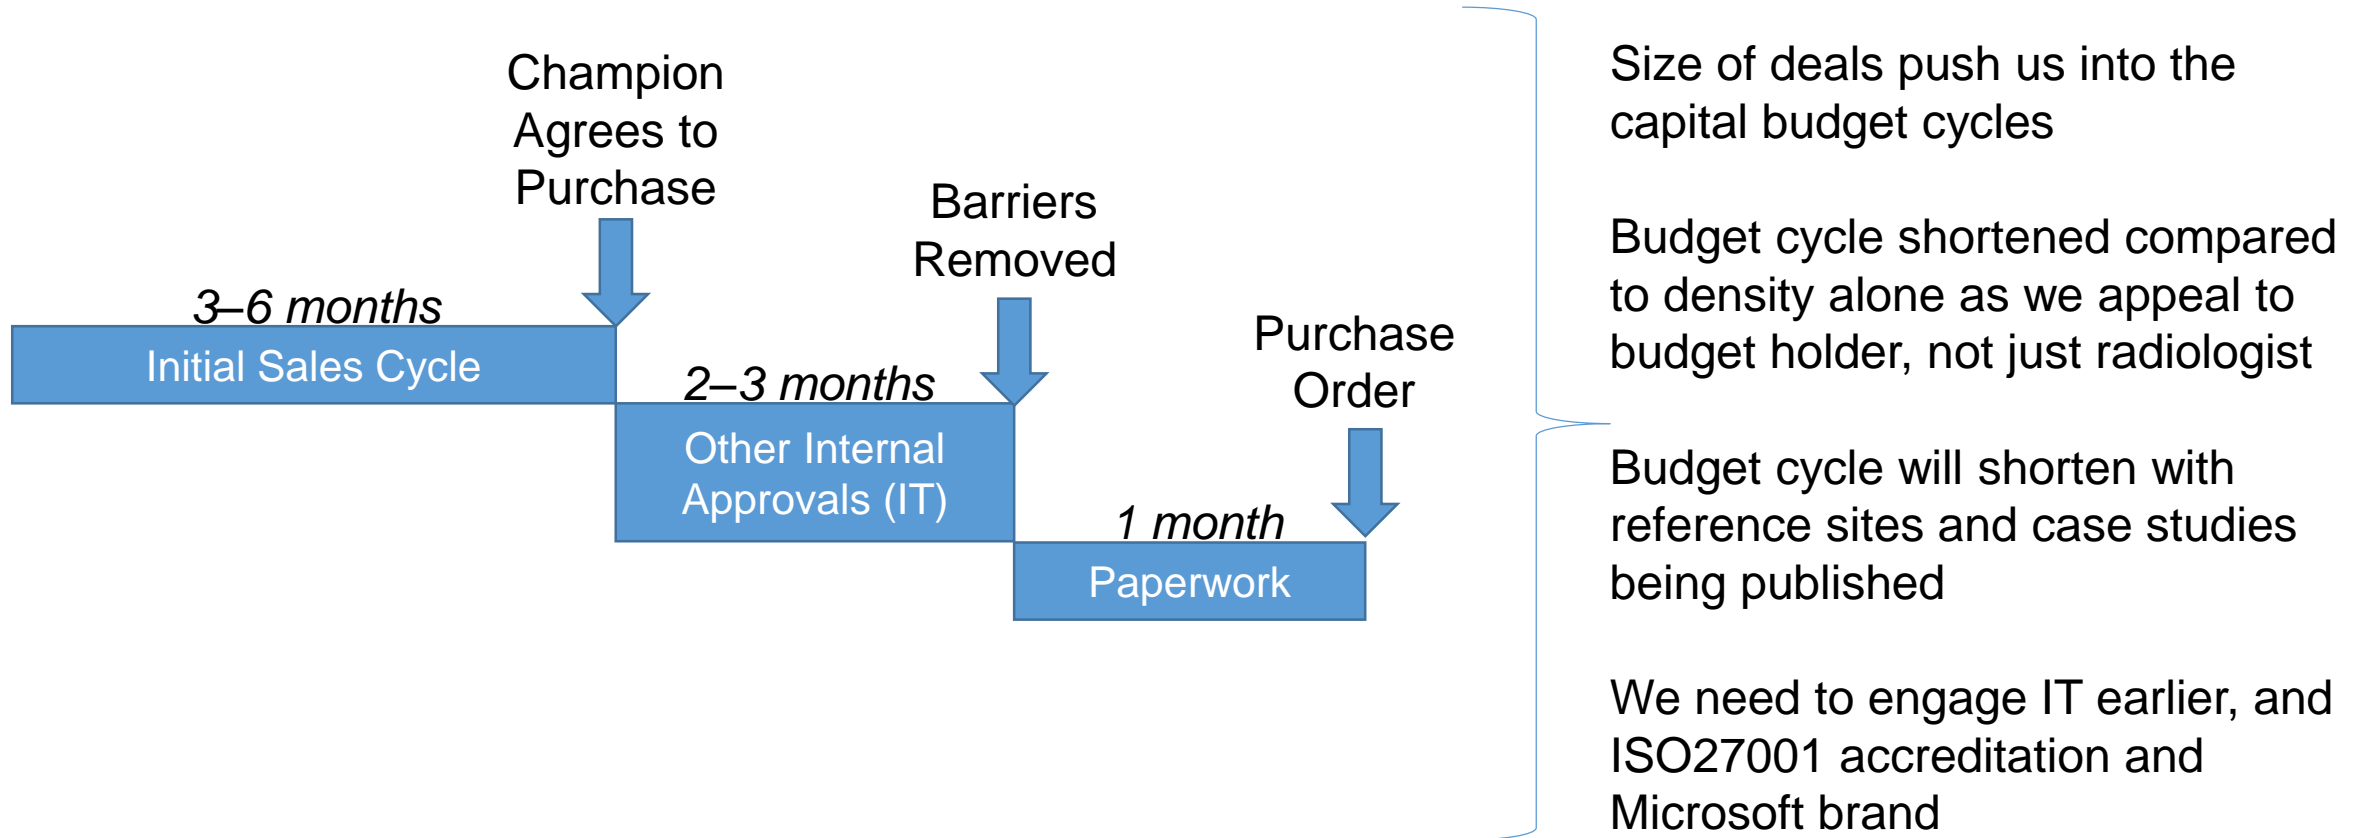 Champion
Agrees to
Purchase
3–6 months
Initial Sales Cycle
Barriers
Removed
2–3 months
Other Internal
Approvals (IT)
Purchase
Order
1 month
Paperwork
Size of deals push us into the
capital budget cycles
Budget cycle shortened compared
to density alone as we appeal to
budget holder, not just radiologist
Budget cycle will shorten with
reference sites and case studies
being published
We need to engage IT earlier, and
ISO27001 accreditation and
Microsoft brand